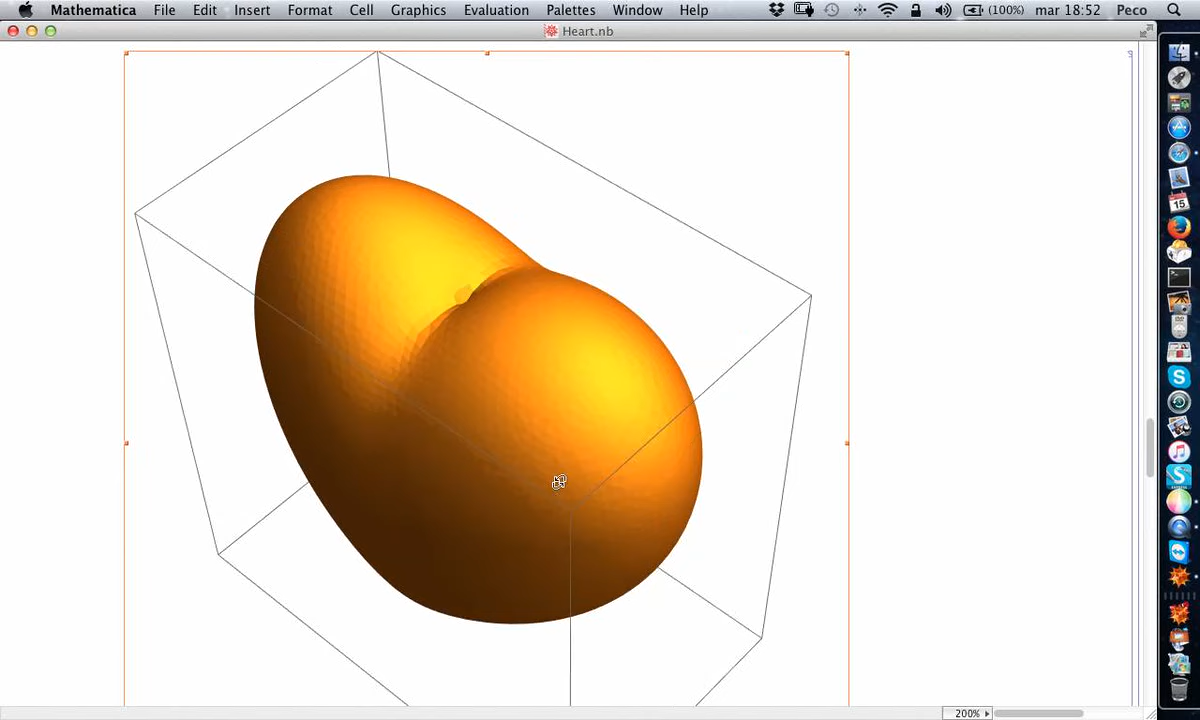 Mathematica File Edit Insert Format Cell Graphics Evaluation Palettes Window Help (100%) mar 18:52 Peco
Heart.nb
15
200%